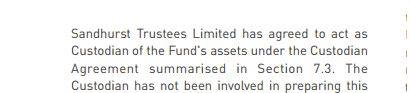 Sandhurst Trustees Limited has agreed to act as
Custodian of the Fund's assets under the Custodian
Agreement summarised in Section 7.3. The
Custodian has not been involved in preparing this